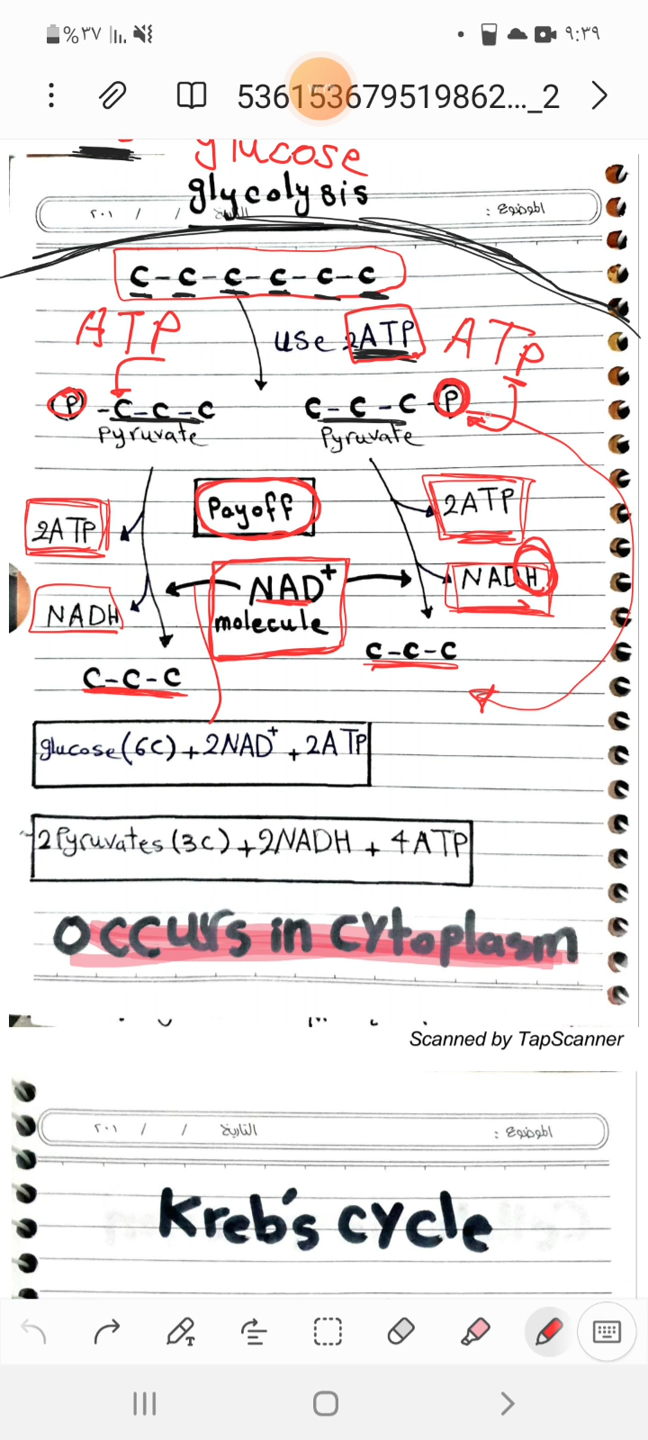 %٣٧ ٩:٣٩
536153679519862..._2
glucose
glycolysis
٢٠١ / / الموضوع :
C-C-C-C-C-C
ATP use 2ATP ATP
P -C-C-C C-C-C-P
Pyruvate Pyruvate
2ATP Payoff 2ATP
NADH NAD+ NADH
molecule
C-C-C C-C-C
glucose(6C)+2NAD+ +2ATP
2Pyruvates(3C)+2NADH + 4ATP
occurs in cytoplasm
Scanned by TapScanner
٢٠١ / / التاريخ الموضوع :
Kreb's cycle